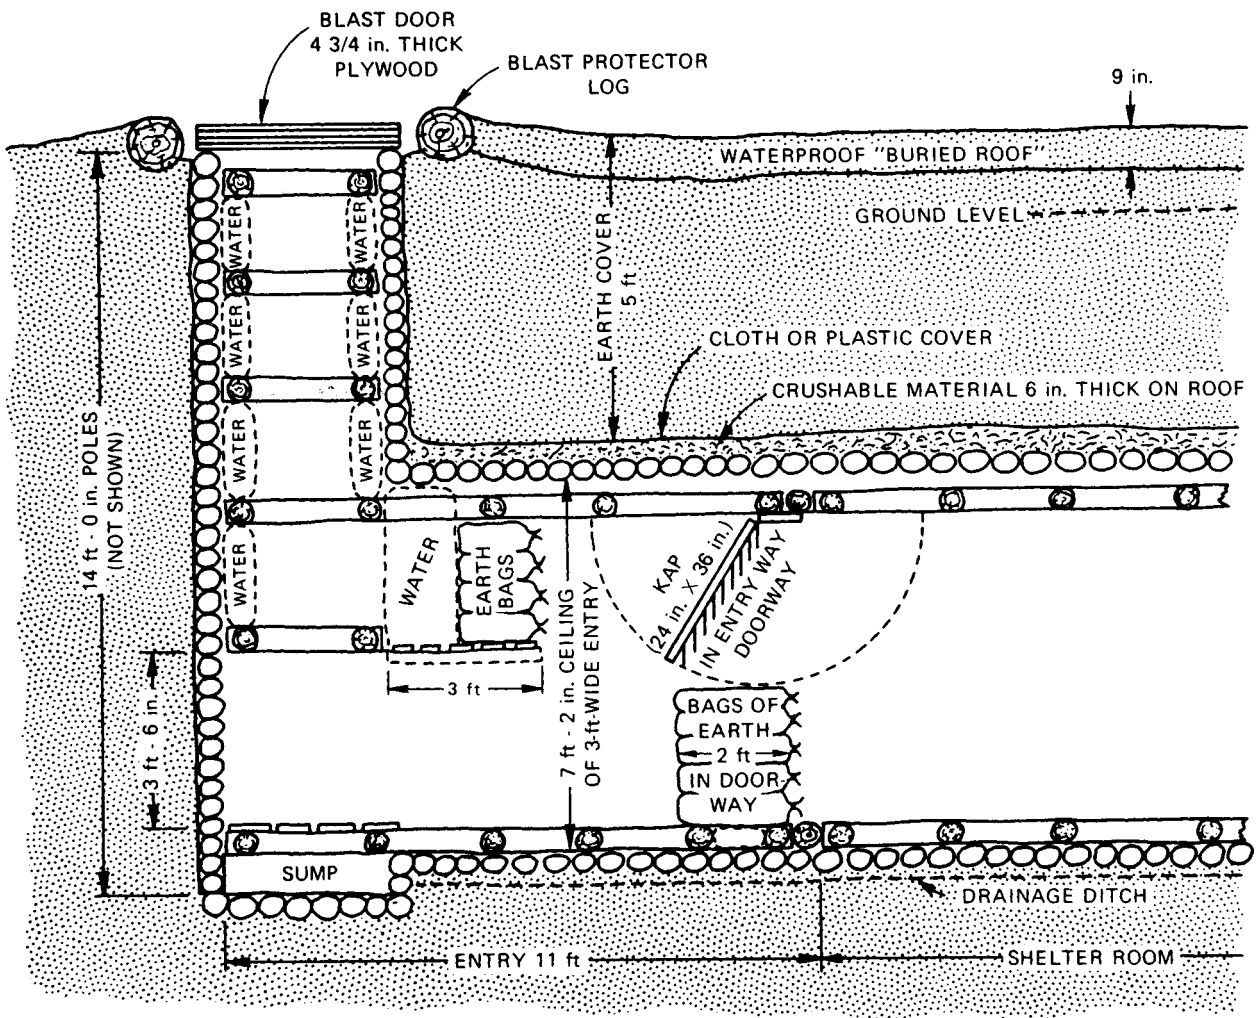 BLAST DOOR
4 3/4 in. THICK
PLYWOOD
BLAST PROTECTOR
LOG
9 in.
WATERPROOF "BURIED ROOF"
GROUND LEVEL
EARTH COVER
5 ft
CLOTH OR PLASTIC COVER
CRUSHABLE MATERIAL 6 in. THICK ON ROOF
WATER
WATER
WATER
WATER
WATER
WATER
WATER
14 ft - 0 in. POLES
(NOT SHOWN)
WATER
EARTH
BAGS
KAP
(24 in. X 36 in.)
IN ENTRY WAY
DOORWAY
3 ft
3 ft - 6 in.
7 ft - 2 in. CEILING
OF 3-ft-WIDE ENTRY
BAGS OF
EARTH
2 ft
IN DOOR-
WAY
SUMP
DRAINAGE DITCH
ENTRY 11 ft
SHELTER ROOM